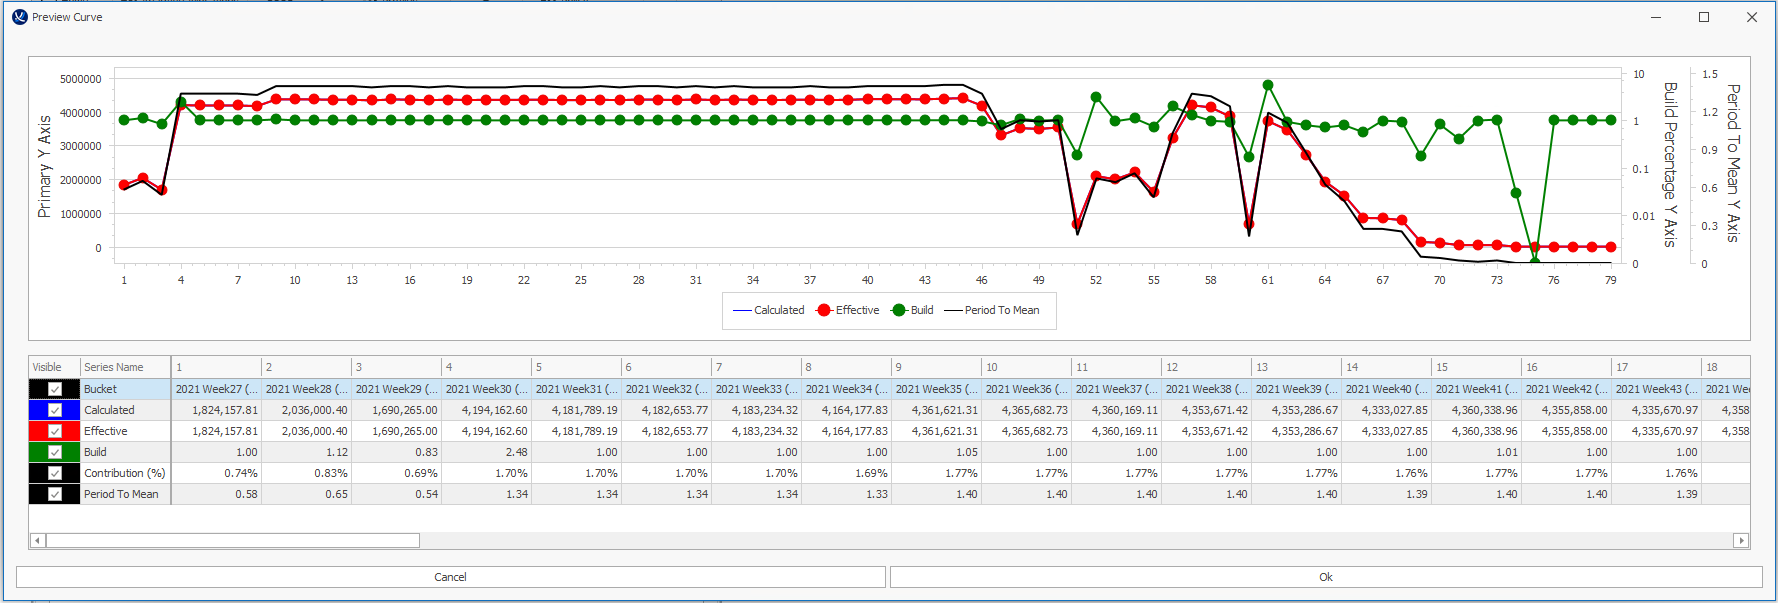 Preview Curve
5000000
4000000
3000000
2000000
1000000
0
Primary Y Axis
10
1
0.1
0.01
0
Build Percentage Y Axis
1.5
1.2
0.9
0.6
0.3
0
Period To Mean Y Axis
1 4 7 10 13 16 19 22 25 28 31 34 37 40 43 46 49 52 55 58 61 64 67 70 73 76 79
Calculated Effective Build Period To Mean
Visible Series Name 1 2 3 4 5 6 7 8 9 10 11 12 13 14 15 16 17 18
Bucket 2021 Week27 (... 2021 Week28 (... 2021 Week29 (... 2021 Week30 (... 2021 Week31 (... 2021 Week32 (... 2021 Week33 (... 2021 Week34 (... 2021 Week35 (... 2021 Week36 (... 2021 Week37 (... 2021 Week38 (... 2021 Week39 (... 2021 Week40 (... 2021 Week41 (... 2021 Week42 (... 2021 Week43 (... 2021 We
Calculated 1,824,157.81 2,036,000.40 1,690,265.00 4,194,162.60 4,181,789.19 4,182,653.77 4,183,234.32 4,164,177.83 4,361,621.31 4,365,682.73 4,360,169.11 4,353,671.42 4,353,286.67 4,333,027.85 4,360,338.96 4,355,858.00 4,335,670.97 4,358
Effective 1,824,157.81 2,036,000.40 1,690,265.00 4,194,162.60 4,181,789.19 4,182,653.77 4,183,234.32 4,164,177.83 4,361,621.31 4,365,682.73 4,360,169.11 4,353,671.42 4,353,286.67 4,333,027.85 4,360,338.96 4,355,858.00 4,335,670.97 4,358
Build 1.00 1.12 0.83 2.48 1.00 1.00 1.00 1.00 1.05 1.00 1.00 1.00 1.00 1.00 1.01 1.00 1.00
Contribution (%) 0.74% 0.83% 0.69% 1.70% 1.70% 1.70% 1.70% 1.69% 1.77% 1.77% 1.77% 1.77% 1.77% 1.76% 1.77% 1.77% 1.76%
Period To Mean 0.58 0.65 0.54 1.34 1.34 1.34 1.34 1.33 1.40 1.40 1.40 1.40 1.40 1.39 1.40 1.40 1.39
Cancel Ok